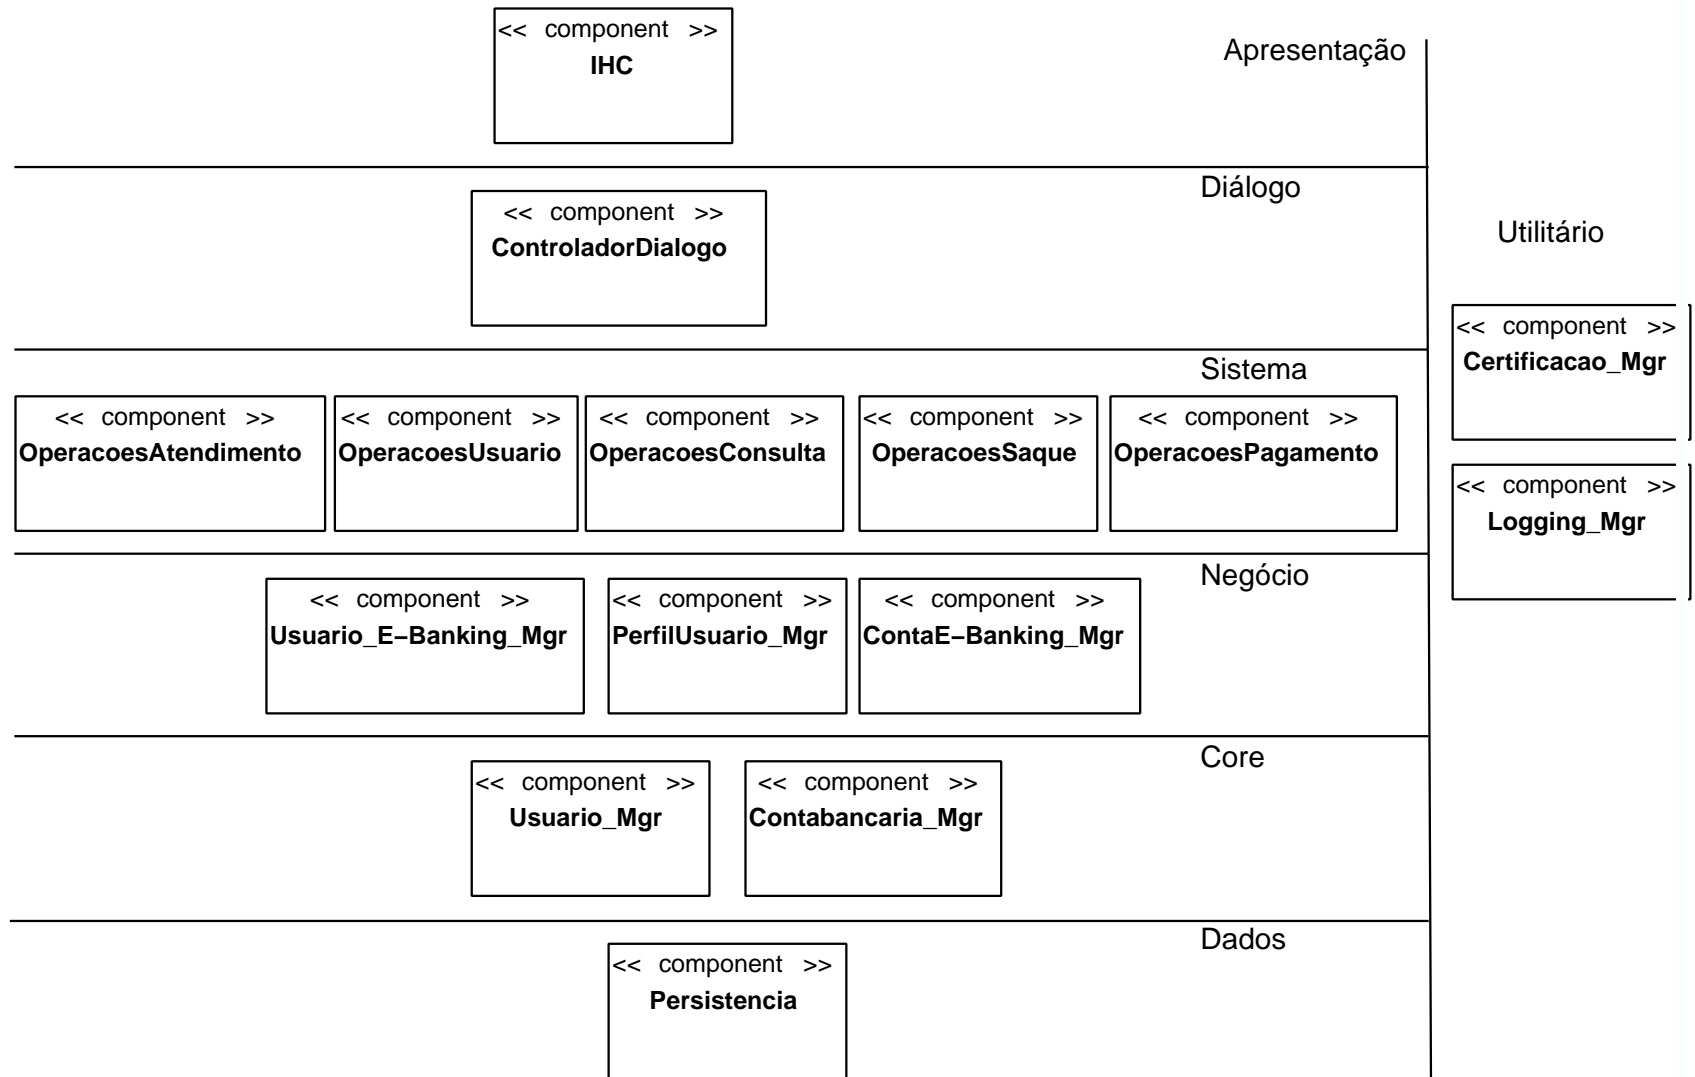 << component >>
IHC
Apresentação
Diálogo
<< component >>
ControladorDialogo
Utilitário
<< component >>
Certificacao_Mgr
<< component >>
Logging_Mgr
Sistema
<< component >>
OperacoesAtendimento
<< component >>
OperacoesUsuario
<< component >>
OperacoesConsulta
<< component >>
OperacoesSaque
<< component >>
OperacoesPagamento
Negócio
<< component >>
Usuario_E−Banking_Mgr
<< component >>
PerfilUsuario_Mgr
<< component >>
ContaE−Banking_Mgr
Core
<< component >>
Usuario_Mgr
<< component >>
Contabancaria_Mgr
Dados
<< component >>
Persistencia